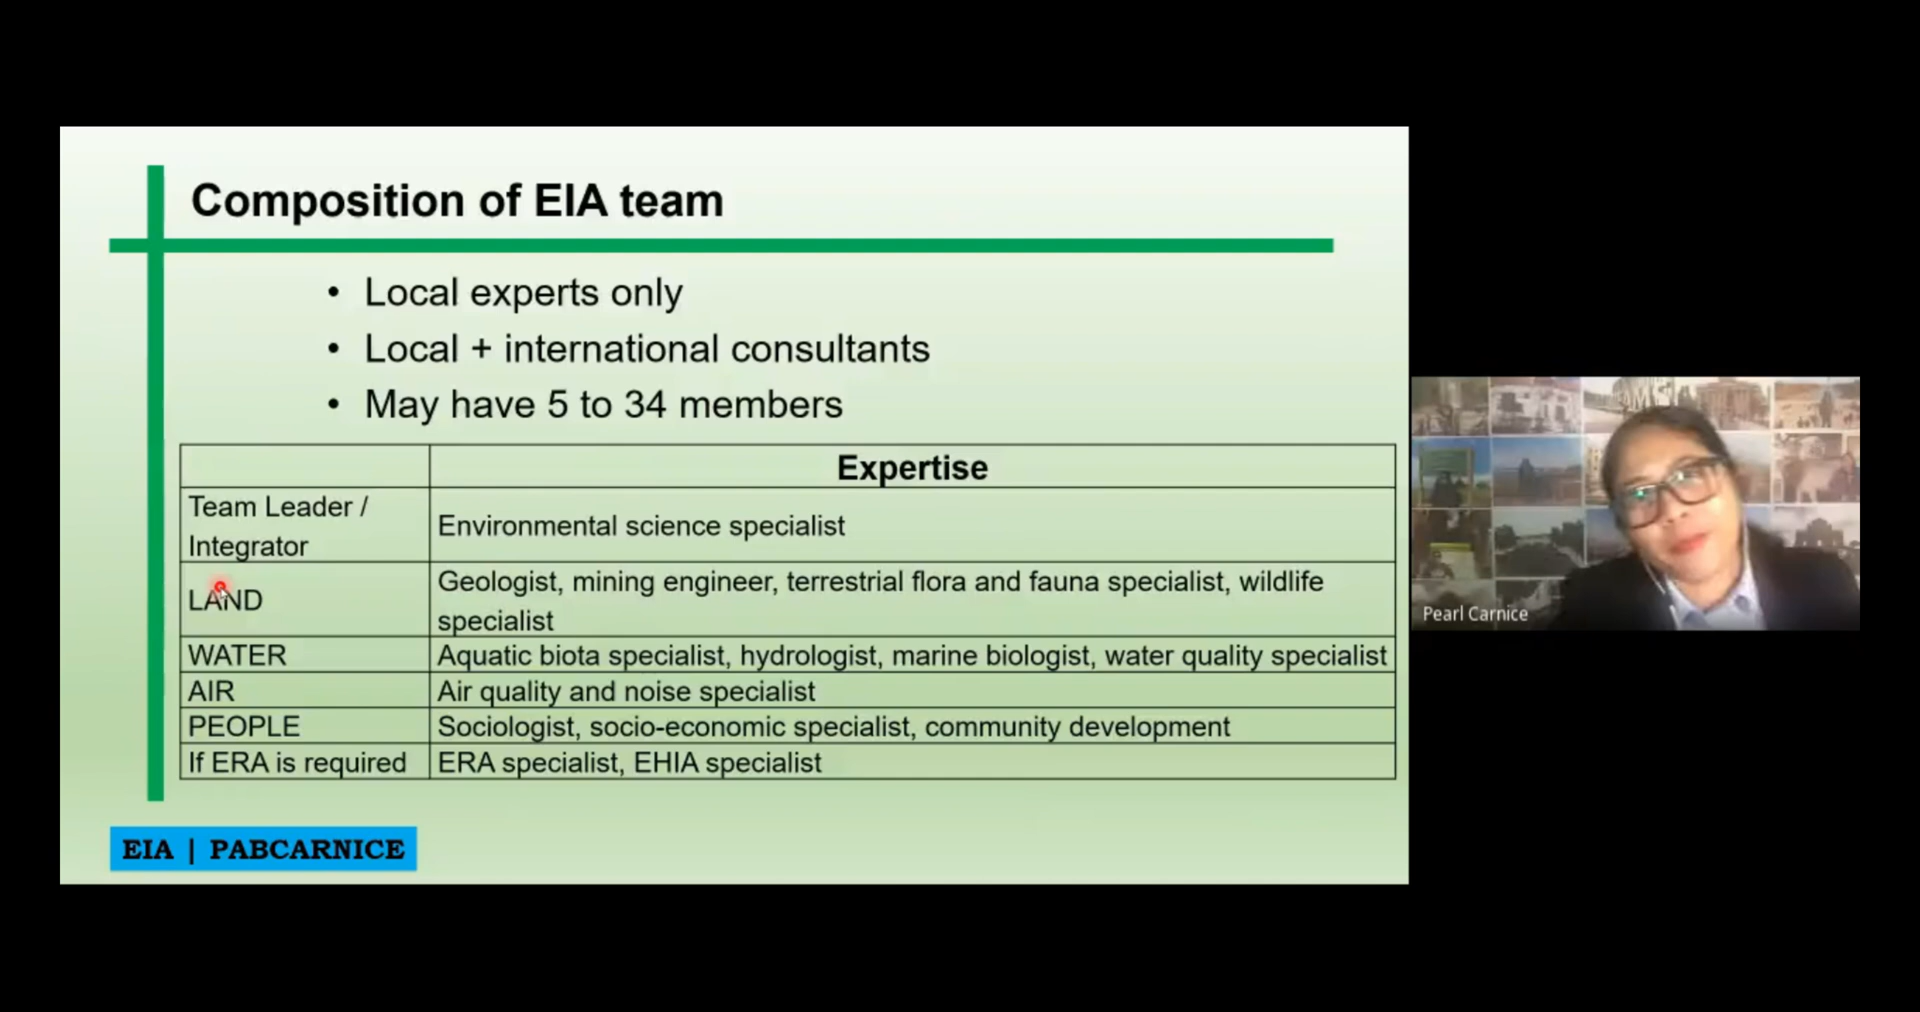 Composition of EIA team
• Local experts only
• Local + international consultants
• May have 5 to 34 members
Expertise
Team Leader /
Integrator
Environmental science specialist
LAND
Geologist, mining engineer, terrestrial flora and fauna specialist, wildlife
specialist
WATER
Aquatic biota specialist, hydrologist, marine biologist, water quality specialist
AIR
Air quality and noise specialist
PEOPLE
Sociologist, socio-economic specialist, community development
If ERA is required
ERA specialist, EHIA specialist
EIA | PABCARNICE
Pearl Carnice